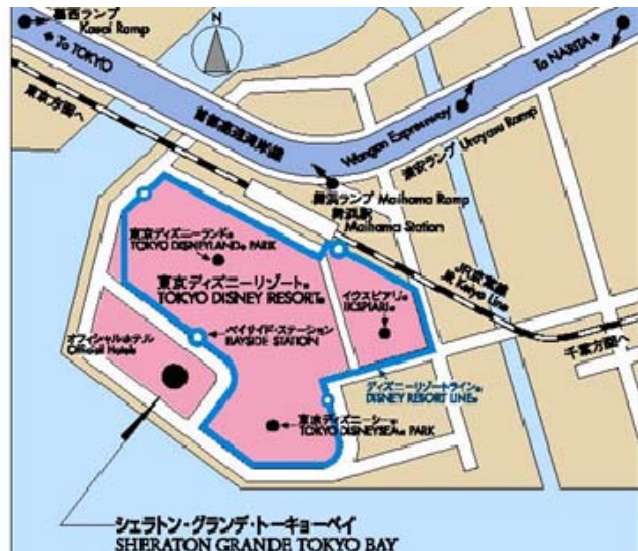 葛西ランプ
Kasai Ramp
To TOKYO
N
To NARITA
東京方面へ
首都高速湾岸線
Wangan Expressway
浦安ランプ Urayasu Ramp
舞浜ランプ Maihama Ramp
舞浜駅
Maihama Station
東京ディズニーランド®
TOKYO DISNEYLAND® PARK
東京ディズニーリゾート®
TOKYO DISNEY RESORT®
イクスピアリ®
IKSPIARI®
JR京葉線
JR Keiyo Line
オフィシャルホテル
Official Hotels
ベイサイド・ステーション
BAYSIDE STATION
千葉方面へ
ディズニーリゾートライン
DISNEY RESORT LINE
東京ディズニーシー®
TOKYO DISNEYSEA® PARK
シェラトン・グランデ・トーキョーベイ
SHERATON GRANDE TOKYO BAY